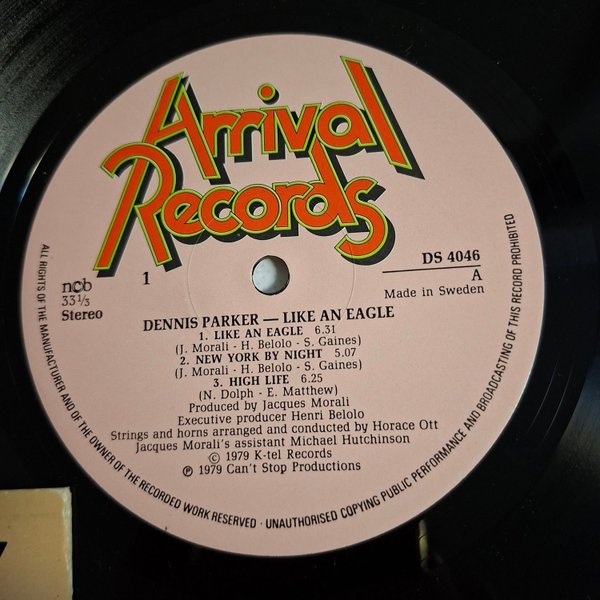 Arrival
Records
ncb
33 1/3
Stereo
1
DS 4046
A
Made in Sweden
DENNIS PARKER — LIKE AN EAGLE
1. LIKE AN EAGLE 6.31
(J. Morali - H. Belolo - S. Gaines)
2. NEW YORK BY NIGHT 5.07
(J. Morali - H. Belolo - S. Gaines)
3. HIGH LIFE 6.25
(N. Dolph - E. Matthew)
Produced by Jacques Morali
Executive producer Henri Belolo
Strings and horns arranged and conducted by Horace Ott
Jacques Morali's assistant Michael Hutchinson
© 1979 K-tel Records
℗ 1979 Can't Stop Productions
ALL RIGHTS OF THE MANUFACTURER AND OF THE OWNER OF THE RECORDED WORK RESERVED · UNAUTHORISED COPYING PUBLIC PERFORMANCE AND BROADCASTING OF THIS RECORD PROHIBITED